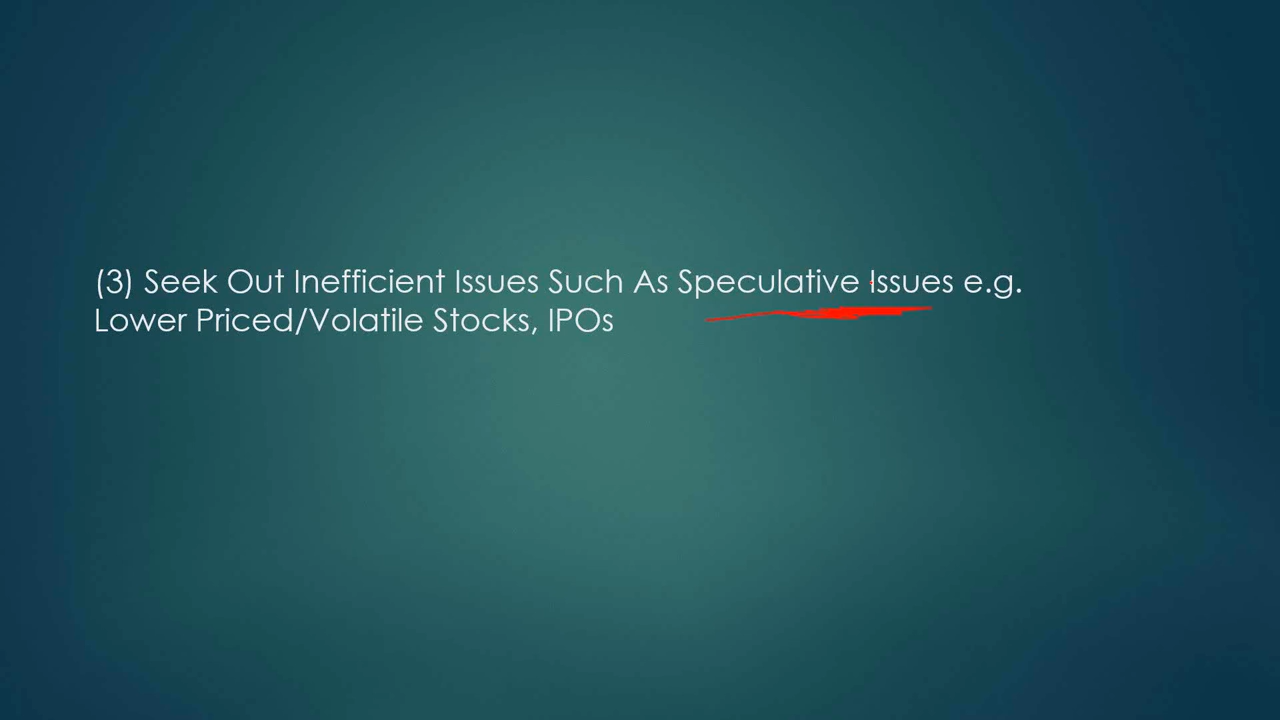 (3) Seek Out Inefficient Issues Such As Speculative Issues e.g.
Lower Priced/Volatile Stocks, IPOs